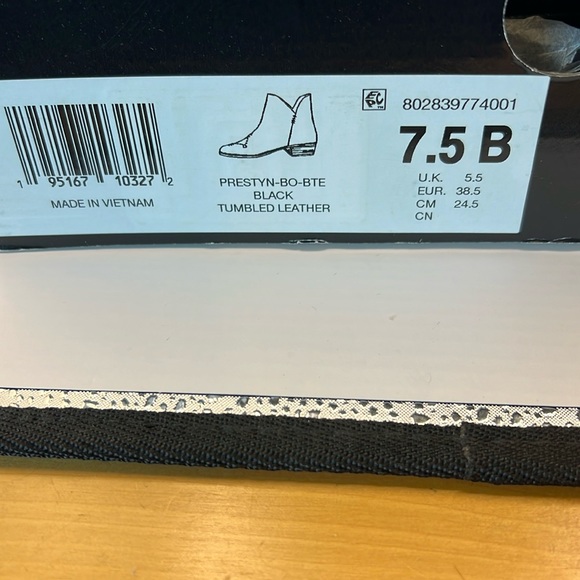 802839774001
7.5 B
U.K. 5.5
EUR. 38.5
CM 24.5
CN
1 95167 10327 2
MADE IN VIETNAM
PRESTYN-BO-BTE
BLACK
TUMBLED LEATHER